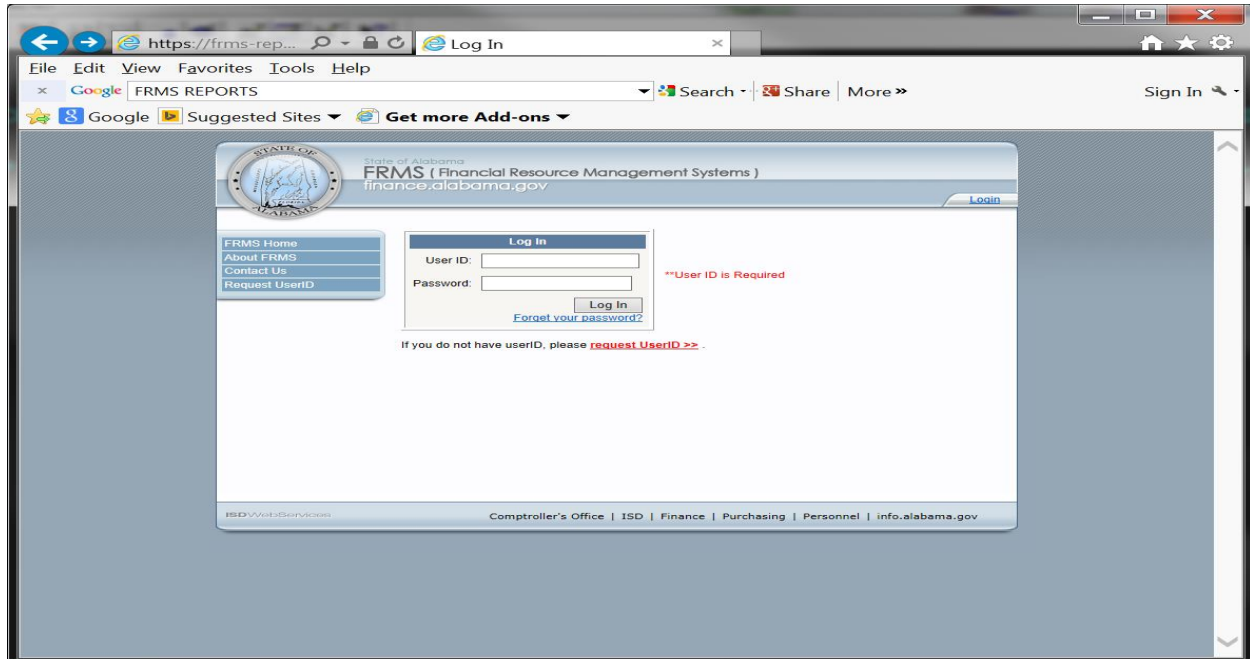 https://frms-rep...
Log In
File Edit View Favorites Tools Help
Google FRMS REPORTS Search Share More » Sign In
Google Suggested Sites Get more Add-ons
STATE OF
ALABAMA
State of Alabama
FRMS ( Financial Resource Management Systems )
finance.alabama.gov
Login
FRMS Home
About FRMS
Contact Us
Request UserID
Log In
User ID:
**User ID is Required
Password:
Log In
Forget your password?
If you do not have userID, please request UserID >> .
ISDWebServices
Comptroller's Office | ISD | Finance | Purchasing | Personnel | info.alabama.gov